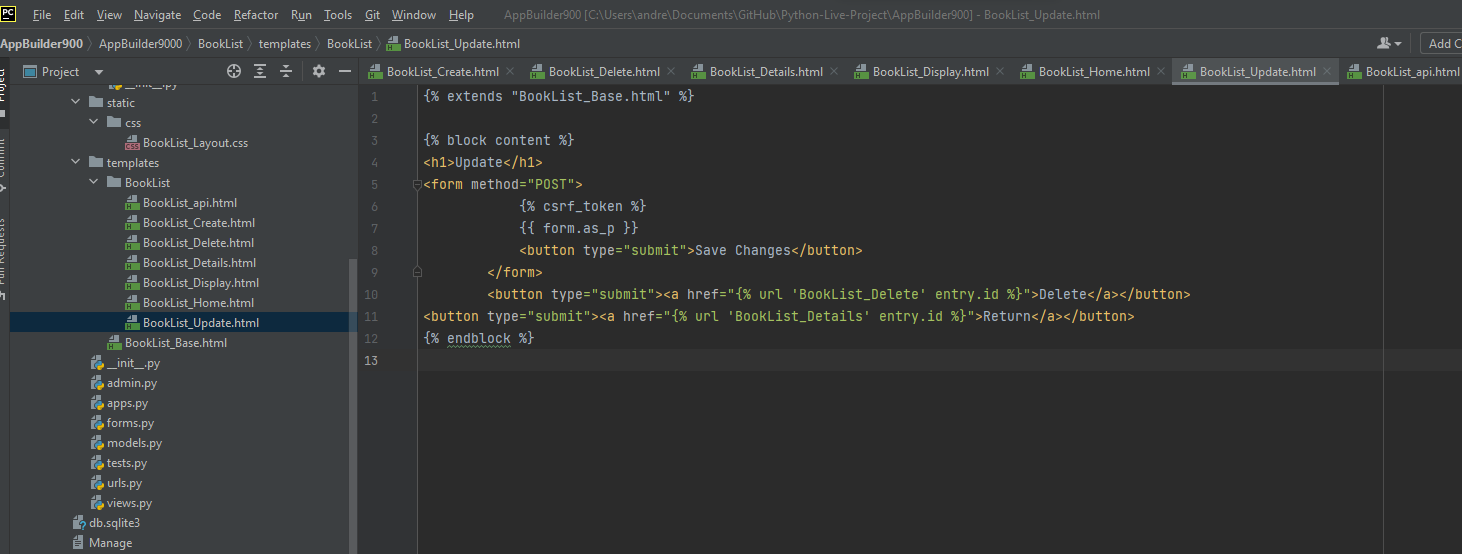 PC File Edit View Navigate Code Refactor Run Tools Git Window Help AppBuilder900 [C:\Users\andre\Documents\GitHub\Python-Live-Project\AppBuilder900] - BookList_Update.html
AppBuilder900 AppBuilder9000 BookList templates BookList BookList_Update.html Add C
Project BookList_Create.html BookList_Delete.html BookList_Details.html BookList_Display.html BookList_Home.html BookList_Update.html BookList_api.html
Project
Commit
Pull Requests
__init__.py
static
css
BookList_Layout.css
templates
BookList
BookList_api.html
BookList_Create.html
BookList_Delete.html
BookList_Details.html
BookList_Display.html
BookList_Home.html
BookList_Update.html
BookList_Base.html
__init__.py
admin.py
apps.py
forms.py
models.py
tests.py
urls.py
views.py
db.sqlite3
Manage
1 {% extends "BookList_Base.html" %}
2
3 {% block content %}
4 <h1>Update</h1>
5 <form method="POST">
6 {% csrf_token %}
7 {{ form.as_p }}
8 <button type="submit">Save Changes</button>
9 </form>
10 <button type="submit"><a href="{% url 'BookList_Delete' entry.id %}">Delete</a></button>
11 <button type="submit"><a href="{% url 'BookList_Details' entry.id %}">Return</a></button>
12 {% endblock %}
13